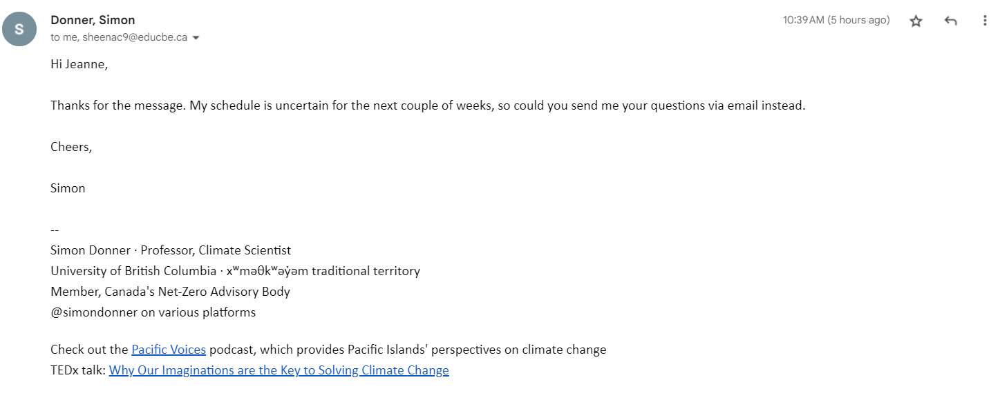 S
Donner, Simon
10:39 AM (5 hours ago)
to me, sheenac9@educbe.ca
Hi Jeanne,
Thanks for the message. My schedule is uncertain for the next couple of weeks, so could you send me your questions via email instead.
Cheers,
Simon
--
Simon Donner · Professor, Climate Scientist
University of British Columbia · xʷməθkʷəy̓əm traditional territory
Member, Canada's Net-Zero Advisory Body
@simondonner on various platforms
Check out the Pacific Voices podcast, which provides Pacific Islands' perspectives on climate change
TEDx talk: Why Our Imaginations are the Key to Solving Climate Change